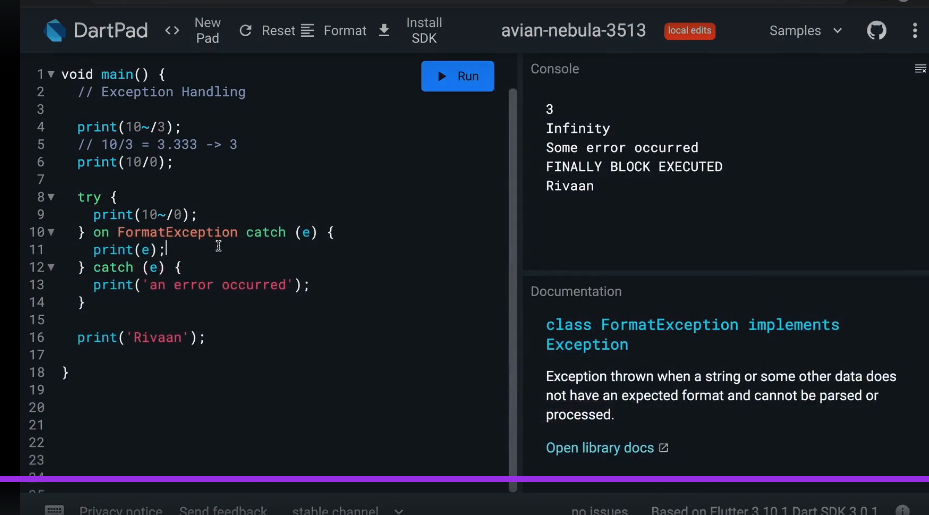 DartPad <> New Pad Reset Format Install SDK avian-nebula-3513 local edits Samples
Run
1 void main() {
2 // Exception Handling
3
4 print(10~/3);
5 // 10/3 = 3.333 -> 3
6 print(10/0);
7
8 try {
9 print(10~/0);
10 } on FormatException catch (e) {
11 print(e);
12 } catch (e) {
13 print('an error occurred');
14 }
15
16 print('Rivaan');
17
18 }
19
20
21
22
23
24
25
Console
3
Infinity
Some error occurred
FINALLY BLOCK EXECUTED
Rivaan
Documentation
class FormatException implements
Exception
Exception thrown when a string or some other data does
not have an expected format and cannot be parsed or
processed.
Open library docs
Privacy notice Send feedback stable channel no issues Based on Flutter 3.10.1 Dart SDK 3.0.1